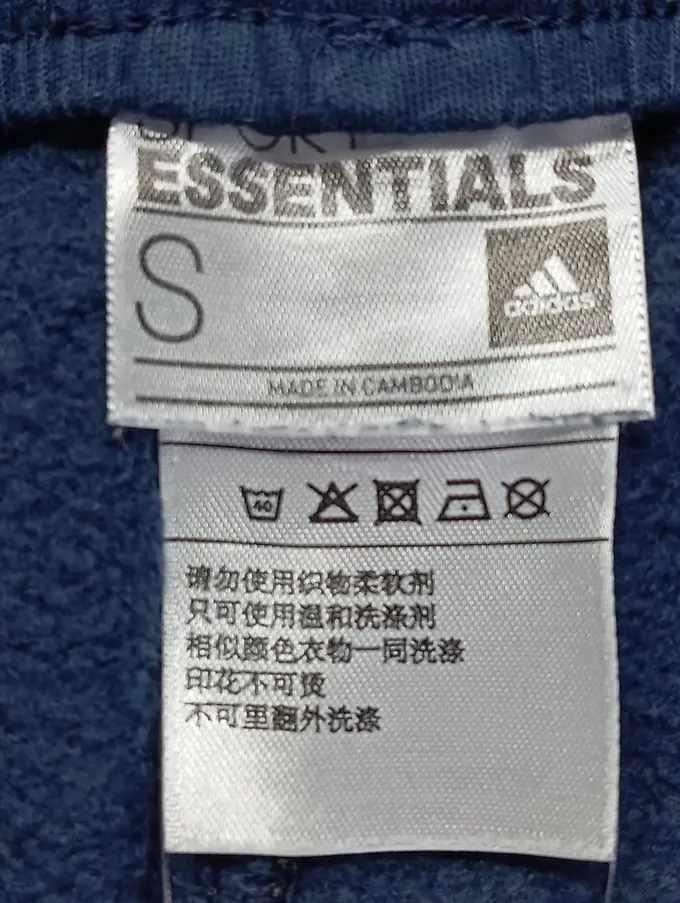 SPORT
ESSENTIALS
S
adidas
MADE IN CAMBODIA
40
请勿使用织物柔软剂
只可使用温和洗涤剂
相似颜色衣物一同洗涤
印花不可烫
不可里翻外洗涤